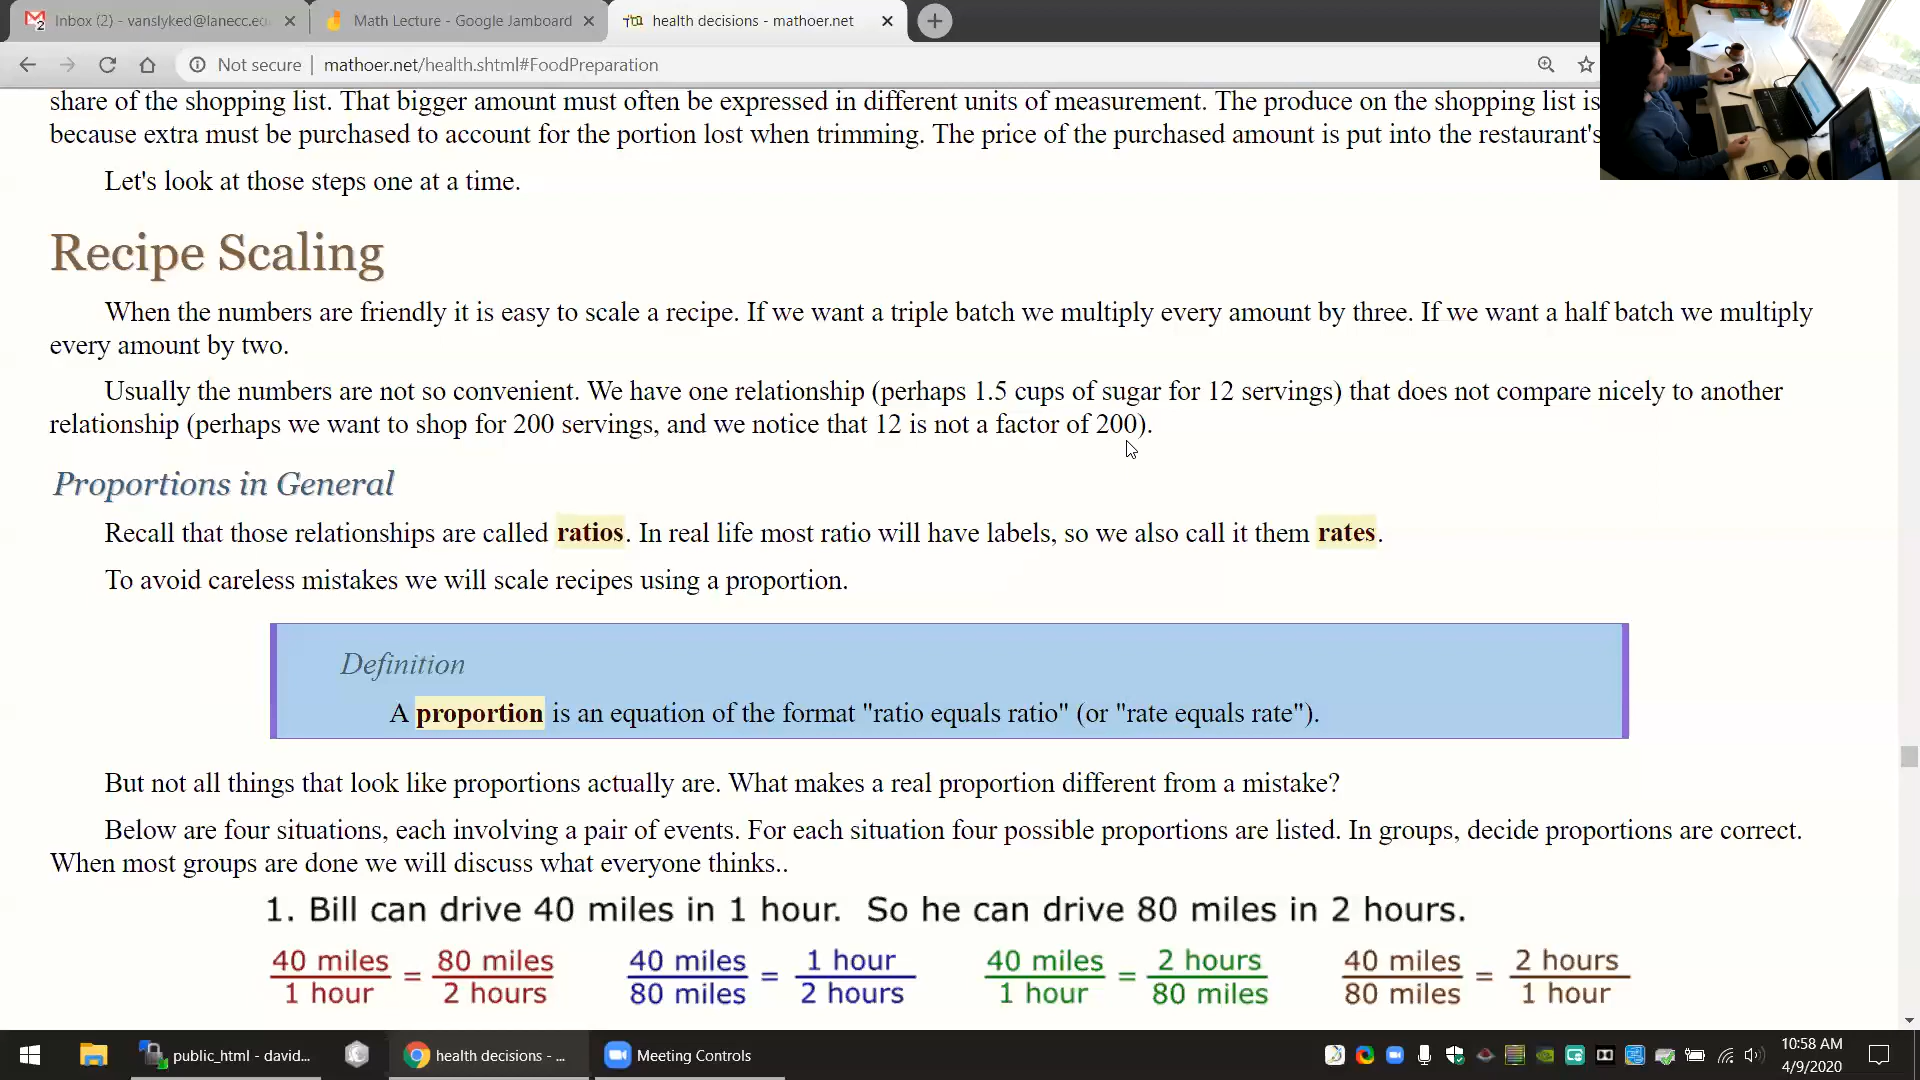 Inbox (2) - vanslyked@lanecc.ed
Math Lecture - Google Jamboard
health decisions - mathoer.net
Not secure | mathoer.net/health.shtml#FoodPreparation
share of the shopping list. That bigger amount must often be expressed in different units of measurement. The produce on the shopping list is
because extra must be purchased to account for the portion lost when trimming. The price of the purchased amount is put into the restaurant's
Let's look at those steps one at a time.
Recipe Scaling
When the numbers are friendly it is easy to scale a recipe. If we want a triple batch we multiply every amount by three. If we want a half batch we multiply
every amount by two.
Usually the numbers are not so convenient. We have one relationship (perhaps 1.5 cups of sugar for 12 servings) that does not compare nicely to another
relationship (perhaps we want to shop for 200 servings, and we notice that 12 is not a factor of 200).
Proportions in General
Recall that those relationships are called ratios. In real life most ratio will have labels, so we also call it them rates.
To avoid careless mistakes we will scale recipes using a proportion.
Definition
A proportion is an equation of the format "ratio equals ratio" (or "rate equals rate").
But not all things that look like proportions actually are. What makes a real proportion different from a mistake?
Below are four situations, each involving a pair of events. For each situation four possible proportions are listed. In groups, decide proportions are correct.
When most groups are done we will discuss what everyone thinks..
1. Bill can drive 40 miles in 1 hour. So he can drive 80 miles in 2 hours.
40 miles = 80 miles 40 miles = 1 hour 40 miles = 2 hours 40 miles = 2 hours
1 hour 2 hours 80 miles 2 hours 1 hour 80 miles 80 miles 1 hour
public_html - david...
health decisions - ...
Meeting Controls
10:58 AM
4/9/2020